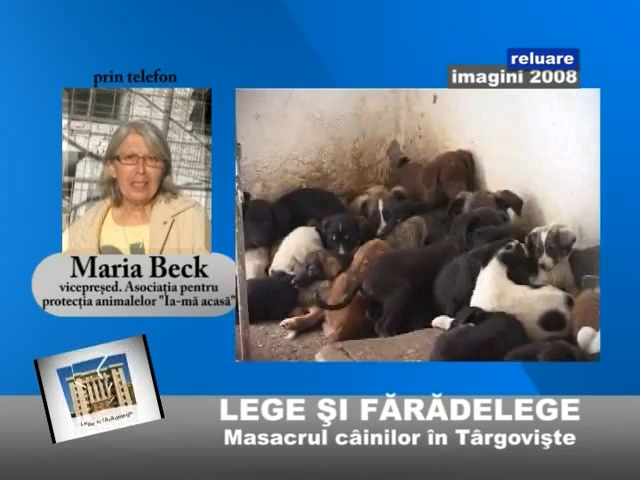 prin telefon
reluare
imagini 2008
Maria Beck
vicepreşed. Asociaţia pentru
protecţia animalelor "Ia-mă acasă"
LEGE ŞI FĂRĂDELEGE
Masacrul câinilor în Târgovişte